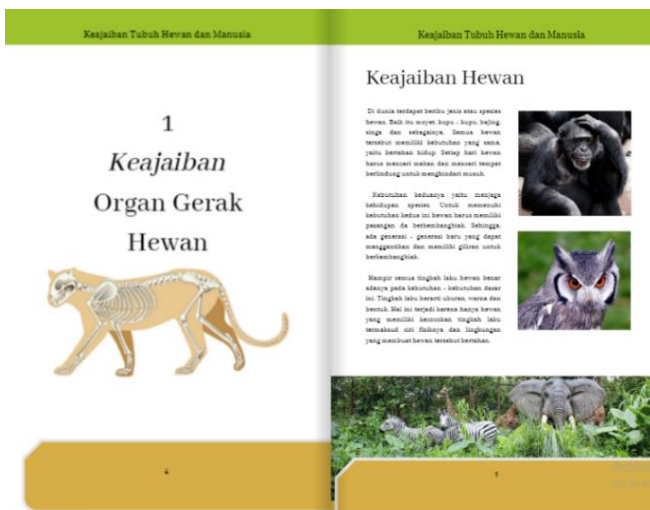 Keajaiban Tubuh Hewan dan Manusia
1
Keajaiban
Organ Gerak
Hewan
4
Keajaiban Tubuh Hewan dan Manusia
Keajaiban Hewan
Di dunia terdapat beribu jenis atau spesies
hewan. Baik itu moyet, kupu - kupu, bajing,
singa dan sebagainya. Semua hewan
tersebut memiliki kebutuhan yang sama,
yaitu bertahan hidup. Setiap hari hewan
harus mencari makan dan mencari tempat
berlindung untuk menghindari musuh.
Kebutuhan keduanya yaitu menjaga
kehidupan spesies. Untuk memenuhi
kebutuhan kedua ini hewan harus memiliki
pasangan da berkembangbiak. Sehingga,
ada generasi - generasi baru yang dapat
menggantikan dan memiliki giliran untuk
berkembangbiak.
Hampir semua tingkah laku hewan benar
adanya pada kebutuhan - kebutuhan dasar
ini. Tingkah laku berarti ukuran, warna dan
bentuk. Hal ini terjadi karena hanya hewan
yang memiliki kecocokan tingkah laku
termaksud ciri fisiknya dan lingkungan
yang membuat hewan tersebut bertahan.
5